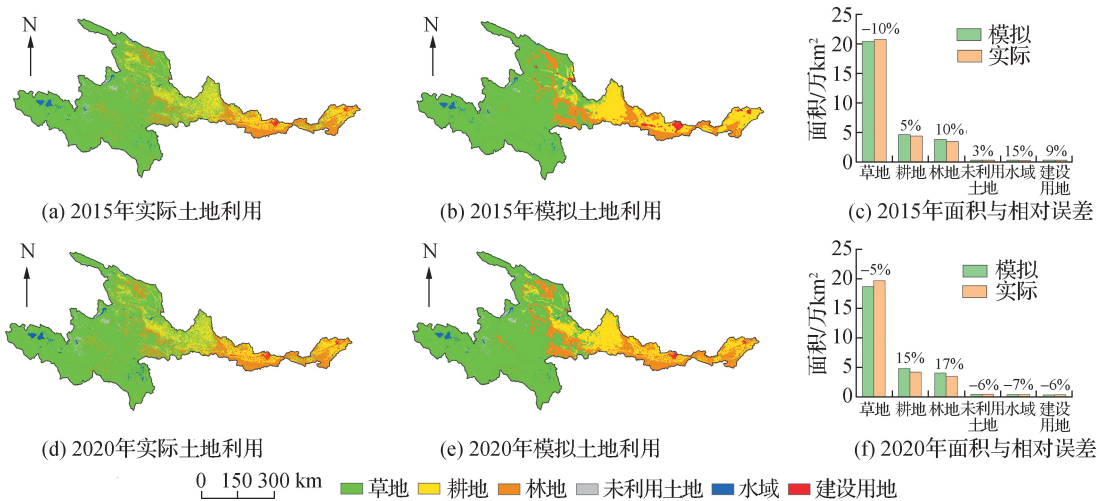 N
(a) 2015年实际土地利用
N
(b) 2015年模拟土地利用
面积/万km²
25
20
15
10
5
0
模拟
实际
−10%
5%
10%
3%
15%
9%
草地
耕地
林地
未利用
土地
水域
建设
用地
(c) 2015年面积与相对误差
N
(d) 2020年实际土地利用
N
(e) 2020年模拟土地利用
面积/万km²
25
20
15
10
5
0
模拟
实际
−5%
15%
17%
−6%
−7%
−6%
草地
耕地
林地
未利用
土地
水域
建设
用地
(f) 2020年面积与相对误差
0 150 300 km
草地 耕地 林地 未利用土地 水域 建设用地